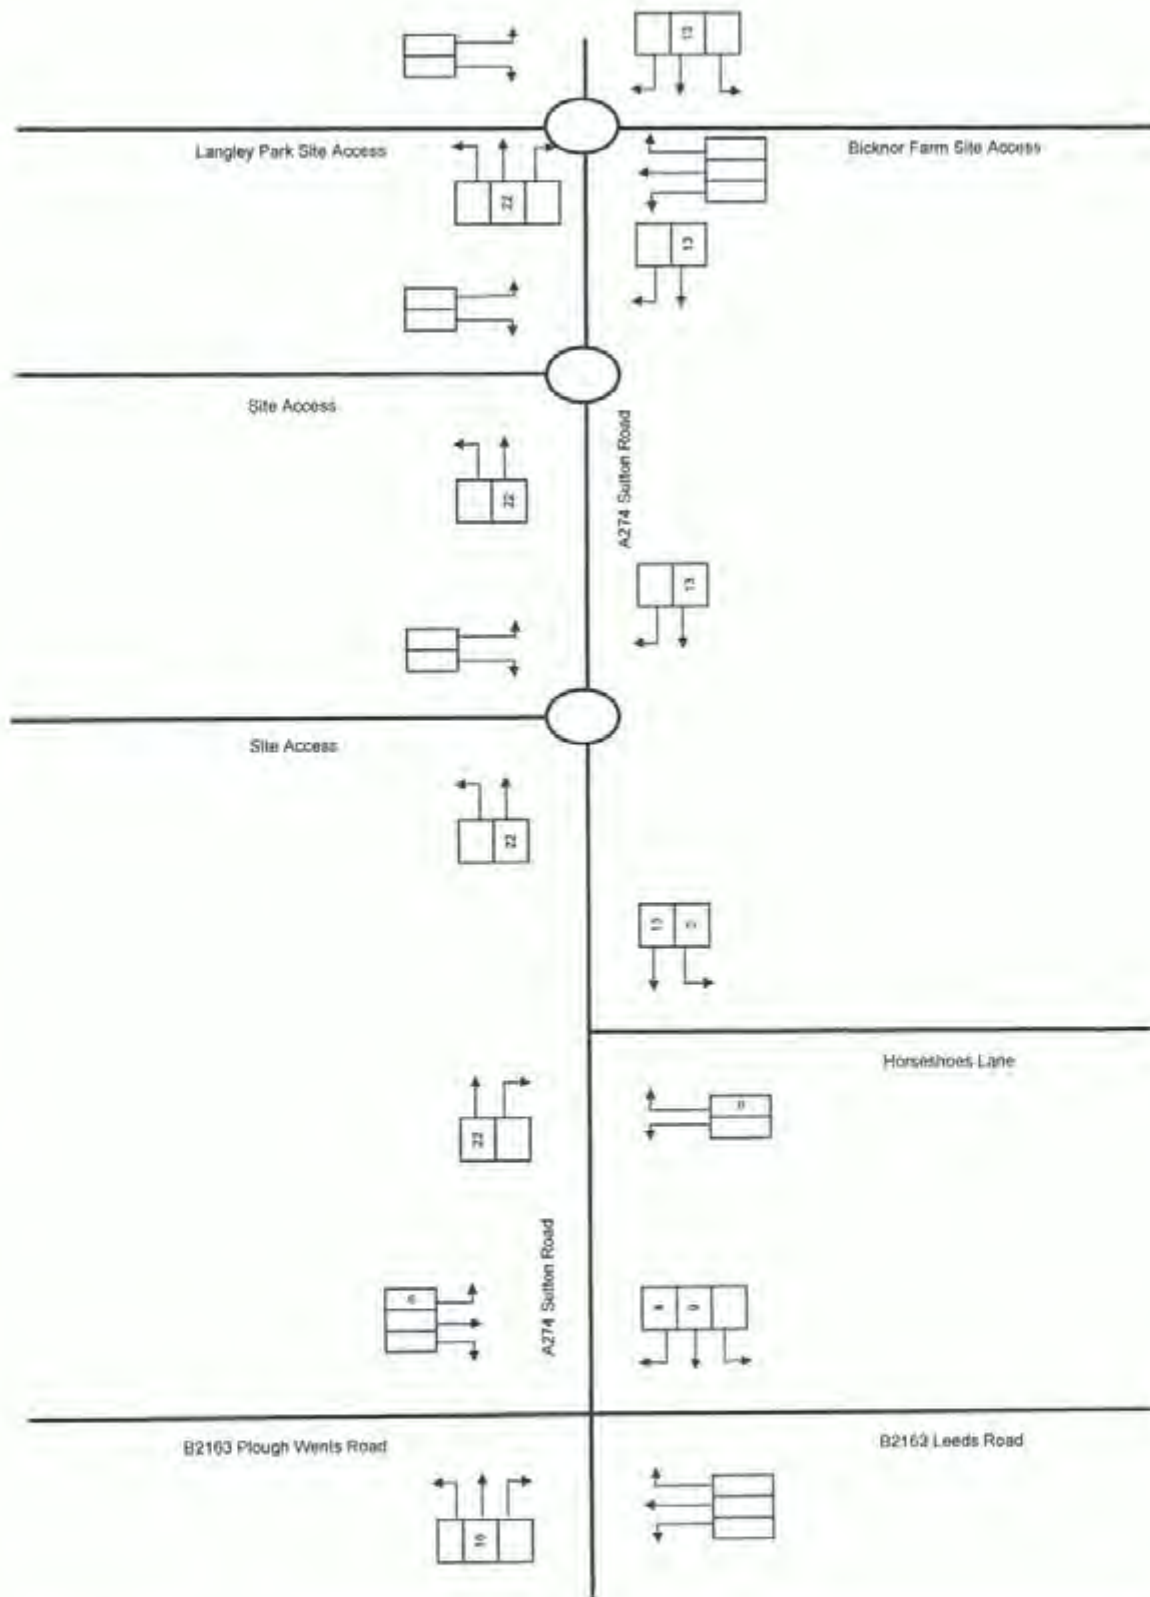 13
Langley Park Site Access
Bicknor Farm Site Access
22
13
Site Access
22
A274 Sutton Road
13
Site Access
22
13
Horseshoes Lane
22
A274 Sutton Road
B2163 Plough Wents Road
B2163 Leeds Road
16